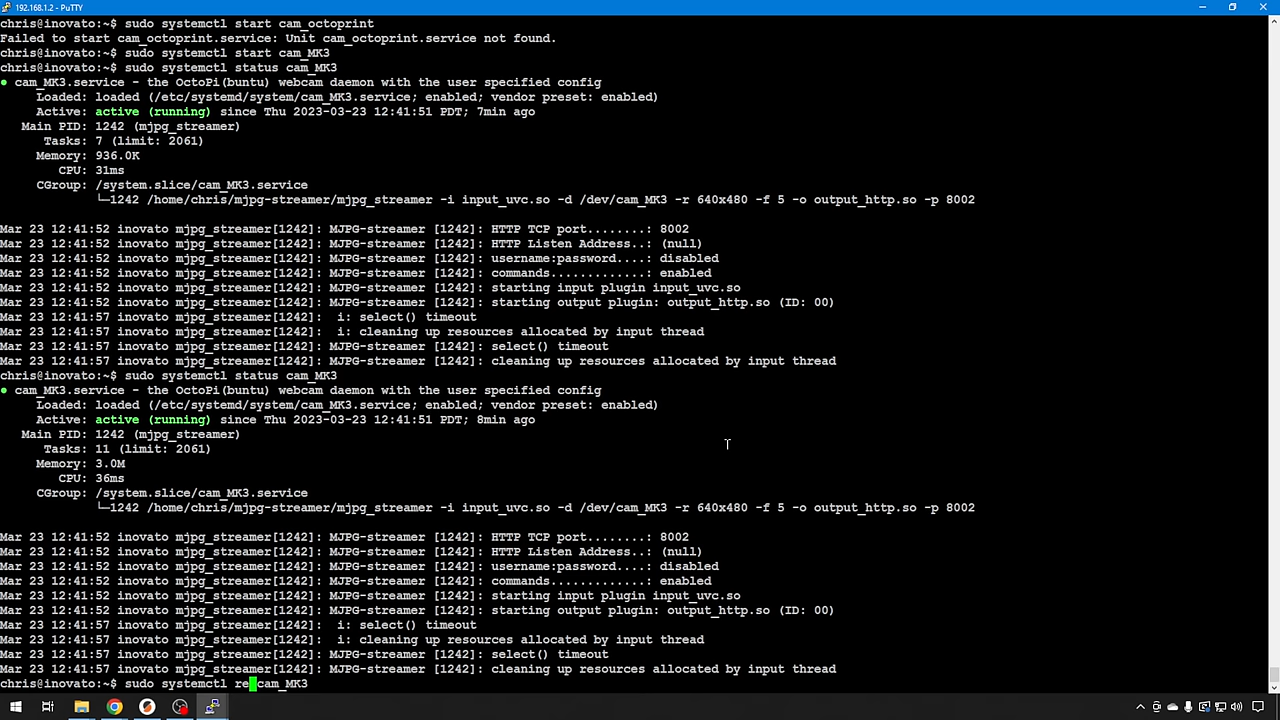 192.168.1.2 - PuTTY
chris@inovato:~$ sudo systemctl start cam_octoprint
Failed to start cam_octoprint.service: Unit cam_octoprint.service not found.
chris@inovato:~$ sudo systemctl start cam_MK3
chris@inovato:~$ sudo systemctl status cam_MK3
● cam_MK3.service - the OctoPi(buntu) webcam daemon with the user specified config
Loaded: loaded (/etc/systemd/system/cam_MK3.service; enabled; vendor preset: enabled)
Active: active (running) since Thu 2023-03-23 12:41:51 PDT; 7min ago
Main PID: 1242 (mjpg_streamer)
Tasks: 7 (limit: 2061)
Memory: 936.0K
CPU: 31ms
CGroup: /system.slice/cam_MK3.service
└─1242 /home/chris/mjpg-streamer/mjpg_streamer -i input_uvc.so -d /dev/cam_MK3 -r 640x480 -f 5 -o output_http.so -p 8002
Mar 23 12:41:52 inovato mjpg_streamer[1242]: MJPG-streamer [1242]: HTTP TCP port........: 8002
Mar 23 12:41:52 inovato mjpg_streamer[1242]: MJPG-streamer [1242]: HTTP Listen Address..: (null)
Mar 23 12:41:52 inovato mjpg_streamer[1242]: MJPG-streamer [1242]: username:password....: disabled
Mar 23 12:41:52 inovato mjpg_streamer[1242]: MJPG-streamer [1242]: commands.............: enabled
Mar 23 12:41:52 inovato mjpg_streamer[1242]: MJPG-streamer [1242]: starting input plugin input_uvc.so
Mar 23 12:41:52 inovato mjpg_streamer[1242]: MJPG-streamer [1242]: starting output plugin: output_http.so (ID: 00)
Mar 23 12:41:57 inovato mjpg_streamer[1242]:  i: select() timeout
Mar 23 12:41:57 inovato mjpg_streamer[1242]:  i: cleaning up resources allocated by input thread
Mar 23 12:41:57 inovato mjpg_streamer[1242]: MJPG-streamer [1242]: select() timeout
Mar 23 12:41:57 inovato mjpg_streamer[1242]: MJPG-streamer [1242]: cleaning up resources allocated by input thread
chris@inovato:~$ sudo systemctl status cam_MK3
● cam_MK3.service - the OctoPi(buntu) webcam daemon with the user specified config
Loaded: loaded (/etc/systemd/system/cam_MK3.service; enabled; vendor preset: enabled)
Active: active (running) since Thu 2023-03-23 12:41:51 PDT; 8min ago
Main PID: 1242 (mjpg_streamer)
Tasks: 11 (limit: 2061)
Memory: 3.0M
CPU: 36ms
CGroup: /system.slice/cam_MK3.service
└─1242 /home/chris/mjpg-streamer/mjpg_streamer -i input_uvc.so -d /dev/cam_MK3 -r 640x480 -f 5 -o output_http.so -p 8002
Mar 23 12:41:52 inovato mjpg_streamer[1242]: MJPG-streamer [1242]: HTTP TCP port........: 8002
Mar 23 12:41:52 inovato mjpg_streamer[1242]: MJPG-streamer [1242]: HTTP Listen Address..: (null)
Mar 23 12:41:52 inovato mjpg_streamer[1242]: MJPG-streamer [1242]: username:password....: disabled
Mar 23 12:41:52 inovato mjpg_streamer[1242]: MJPG-streamer [1242]: commands.............: enabled
Mar 23 12:41:52 inovato mjpg_streamer[1242]: MJPG-streamer [1242]: starting input plugin input_uvc.so
Mar 23 12:41:52 inovato mjpg_streamer[1242]: MJPG-streamer [1242]: starting output plugin: output_http.so (ID: 00)
Mar 23 12:41:57 inovato mjpg_streamer[1242]:  i: select() timeout
Mar 23 12:41:57 inovato mjpg_streamer[1242]:  i: cleaning up resources allocated by input thread
Mar 23 12:41:57 inovato mjpg_streamer[1242]: MJPG-streamer [1242]: select() timeout
Mar 23 12:41:57 inovato mjpg_streamer[1242]: MJPG-streamer [1242]: cleaning up resources allocated by input thread
chris@inovato:~$ sudo systemctl re cam_MK3